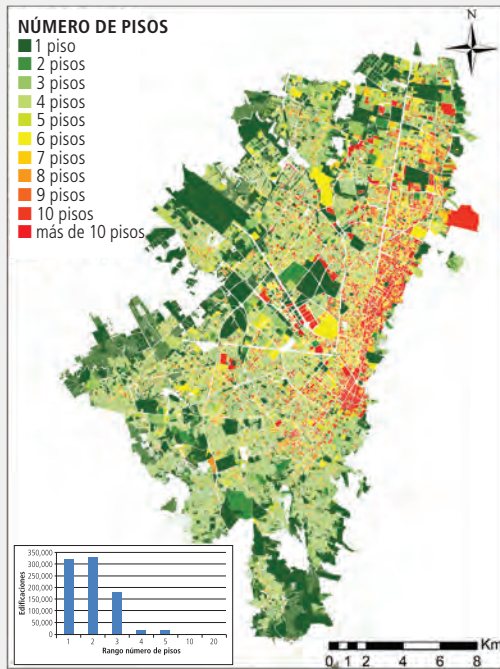 NÚMERO DE PISOS
1 piso
2 pisos
3 pisos
4 pisos
5 pisos
6 pisos
7 pisos
8 pisos
9 pisos
10 pisos
más de 10 pisos
N
350,000
300,000
250,000
200,000
150,000
100,000
50,000
0
Edificaciones
1 2 3 4 5 10 20
Rango número de pisos
Km
0 1 2 4 6 8